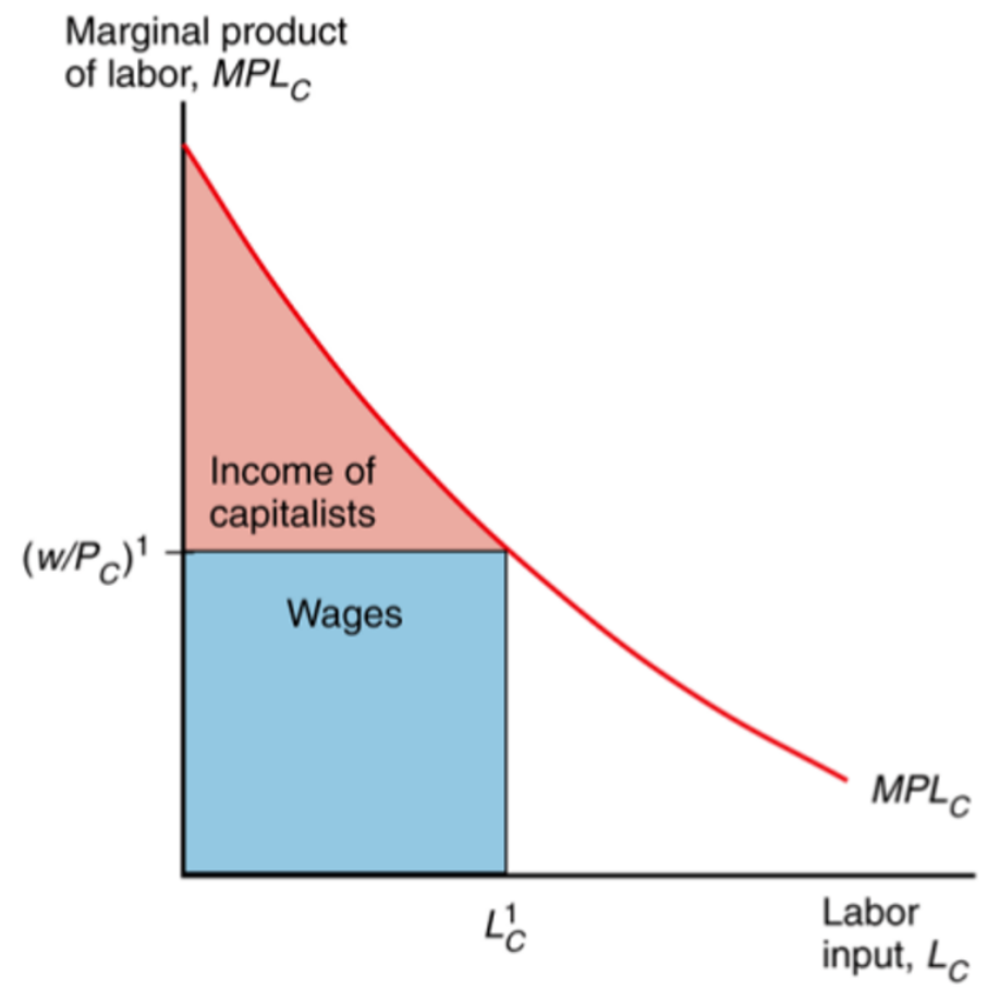 Marginal product
of labor, MPL_C
Income of
capitalists
(w/P_C)^1
Wages
MPL_C
L_C^1
Labor
input, L_C